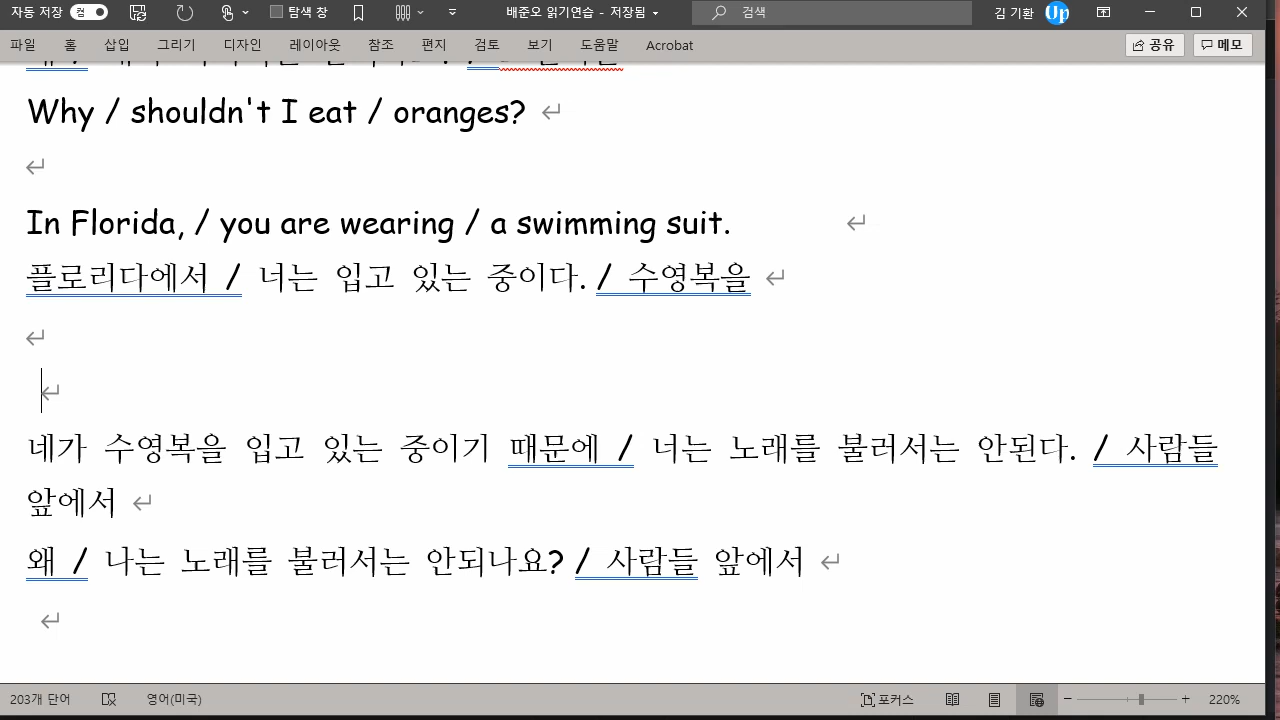 자동 저장 컴 탐색 창 배준오 읽기연습 - 저장됨 검색 김 기환 Up
파일 홈 삽입 그리기 디자인 레이아웃 참조 편지 검토 보기 도움말 Acrobat 공유 메모
Why / shouldn't I eat / oranges?
In Florida, / you are wearing / a swimming suit.
플로리다에서 / 너는 입고 있는 중이다. / 수영복을
네가 수영복을 입고 있는 중이기 때문에 / 너는 노래를 불러서는 안된다. / 사람들
앞에서
왜 / 나는 노래를 불러서는 안되나요? / 사람들 앞에서
203개 단어 영어(미국) 포커스 220%